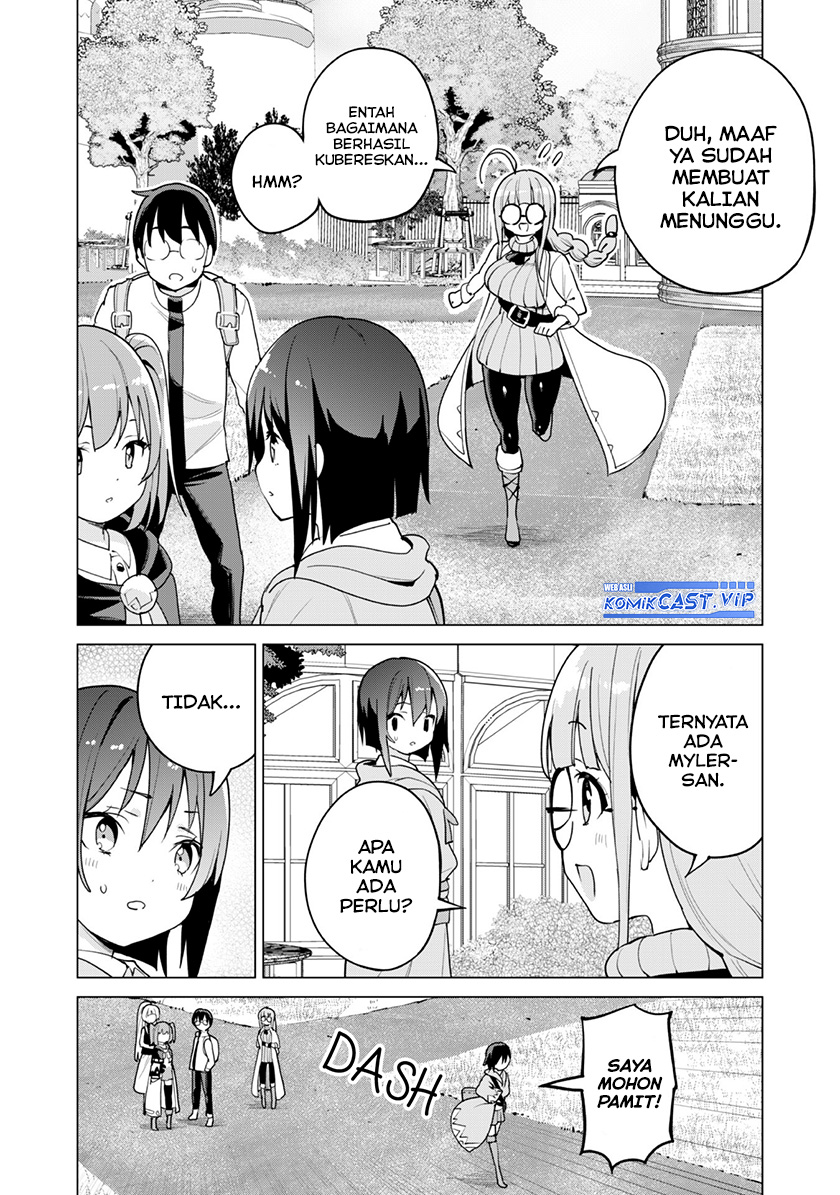 DUH, MAAF
YA SUDAH
MEMBUAT
KALIAN
MENUNGGU.
ENTAH
BAGAIMANA
BERHASIL
KUBERESKAN...
HMM?
WEB ASLI
KOMIKCAST.VIP
TERNYATA
ADA
MYLER-
SAN.
APA
KAMU
ADA
PERLU?
TIDAK...
DASH
SAYA
MOHON
PAMIT!